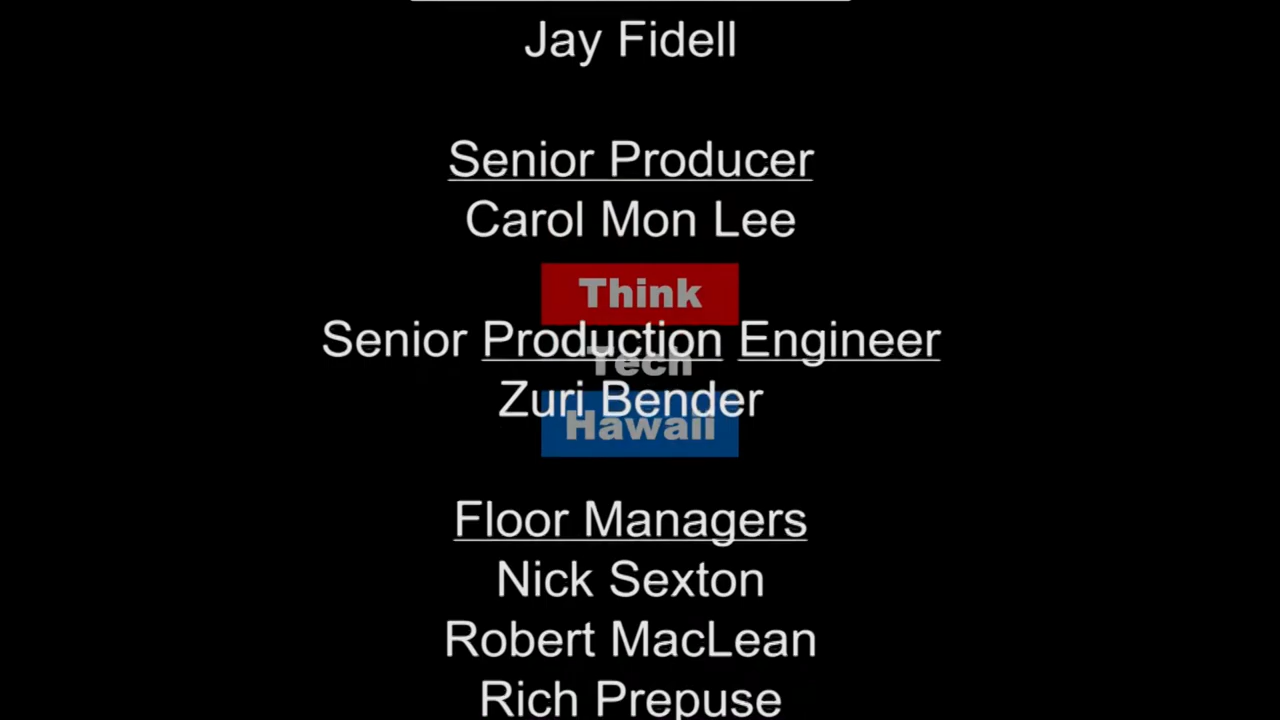 Jay Fidell
Senior Producer
Carol Mon Lee
Think
Senior Production Engineer
Tech
Zuri Bender
Hawaii
Floor Managers
Nick Sexton
Robert MacLean
Rich Prepuse